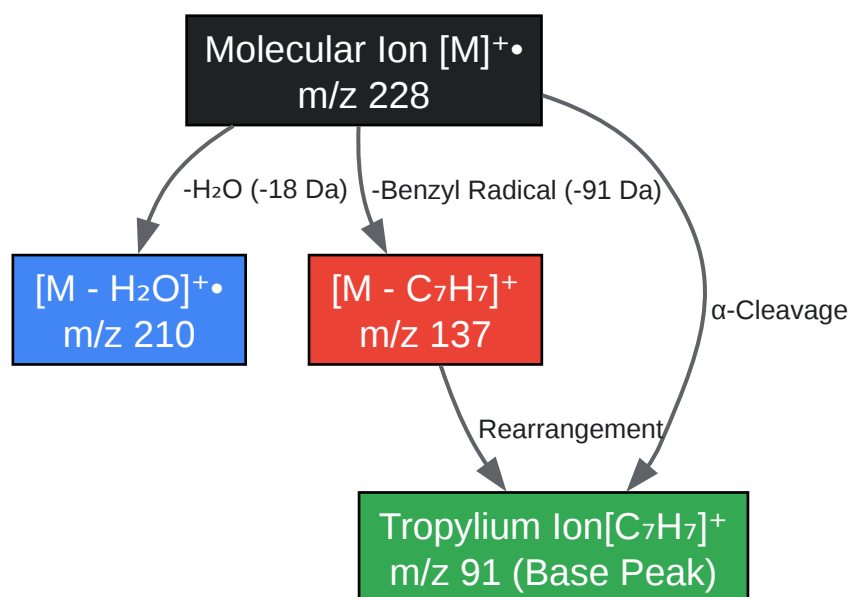 Molecular Ion [M]⁺•
m/z 228
-H₂O (-18 Da)
-Benzyl Radical (-91 Da)
[M - H₂O]⁺•
m/z 210
[M - C₇H₇]⁺
m/z 137
α-Cleavage
Rearrangement
Tropylium Ion[C₇H₇]⁺
m/z 91 (Base Peak)